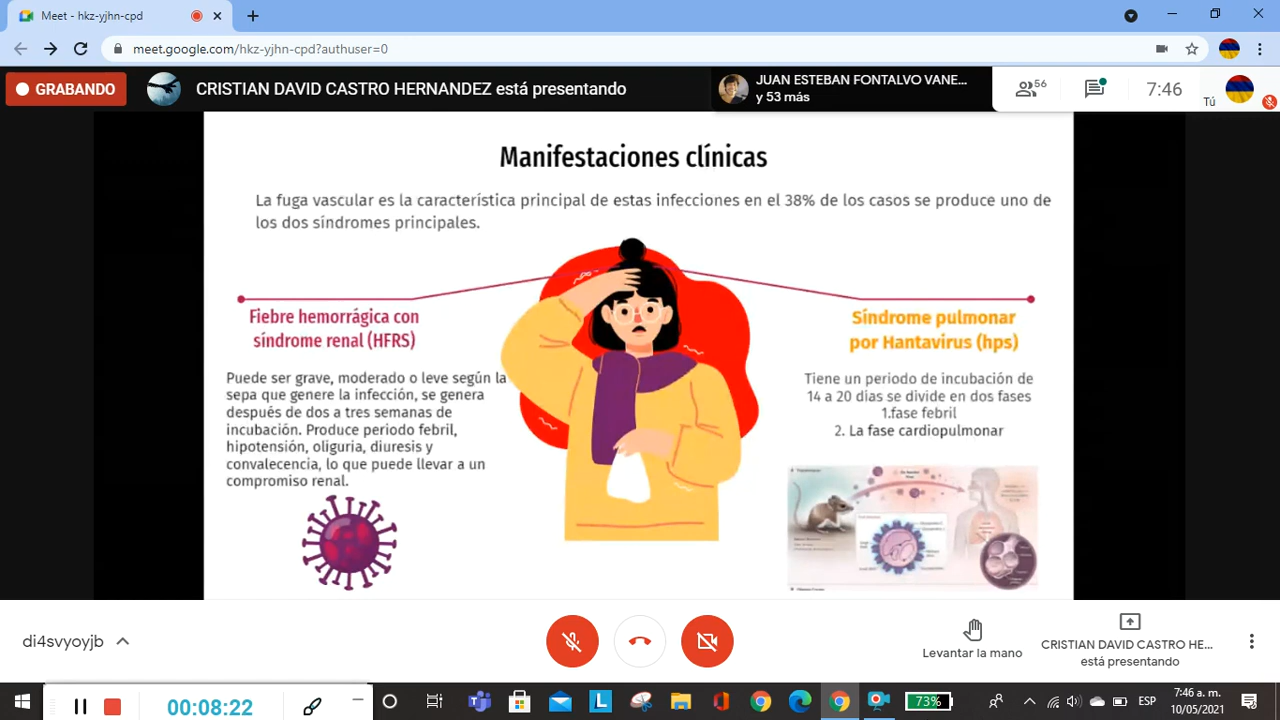 Meet - hkz-yjhn-cpd
meet.google.com/hkz-yjhn-cpd?authuser=0
GRABANDO
CRISTIAN DAVID CASTRO HERNANDEZ está presentando
JUAN ESTEBAN FONTALVO VANE...
y 53 más
56
7:46
Tú
Manifestaciones clínicas
La fuga vascular es la característica principal de estas infecciones en el 38% de los casos se produce uno de
los dos síndromes principales.
Fiebre hemorrágica con
síndrome renal (HFRS)
Puede ser grave, moderado o leve según la
sepa que genere la infección, se genera
después de dos a tres semanas de
incubación. Produce periodo febril,
hipotensión, oliguria, diuresis y
convalecencia, lo que puede llevar a un
compromiso renal.
Síndrome pulmonar
por Hantavirus (hps)
Tiene un periodo de incubación de
14 a 20 días se divide en dos fases
1.fase febril
2. La fase cardiopulmonar
di4svyoyjb
Levantar la mano
CRISTIAN DAVID CASTRO HE...
está presentando
00:08:22
73%
ESP
7:46 a. m.
10/05/2021